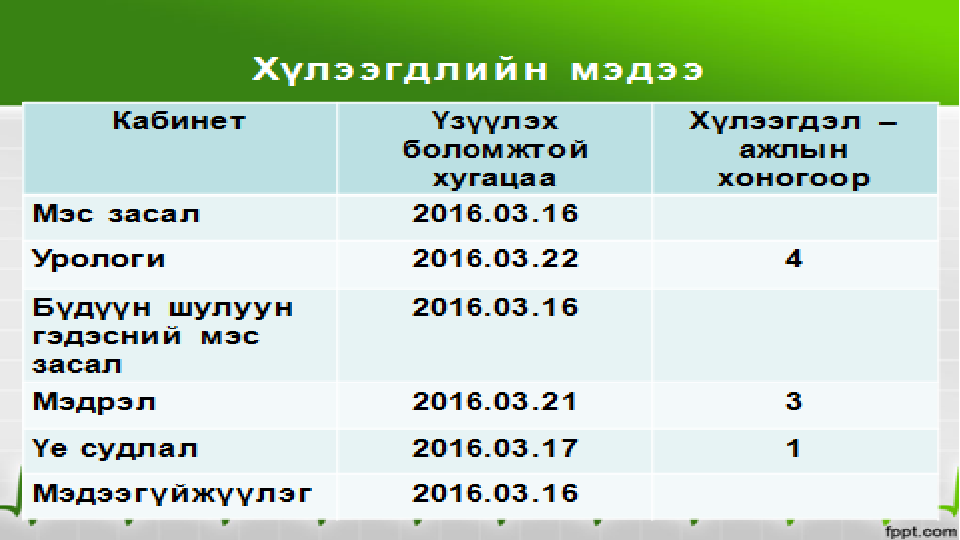 Хүлээгдлийн мэдээ
Кабинет
Үзүүлэх
боломжтой
хугацаа
Хүлээгдэл –
ажлын
хоногоор
Мэс засал
2016.03.16
Урологи
2016.03.22
4
Бүдүүн шулуун
гэдэсний мэс
засал
2016.03.16
Мэдрэл
2016.03.21
3
Үе судлал
2016.03.17
1
Мэдээгүйжүүлэг
2016.03.16
fppt.com